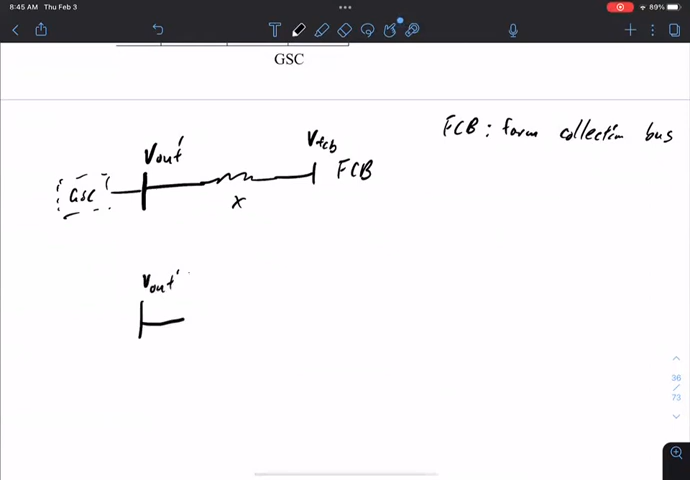 8:45 AM Thu Feb 3
89%
GSC
FCB : farm collection bus
Vout'
Vfcb
GSC
FCB
x
Vout'
36
/
73